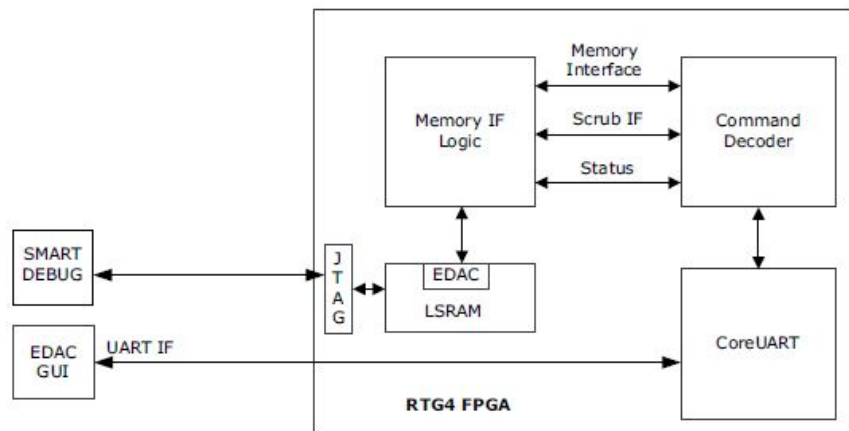 Memory
Interface
Memory IF
Logic
Scrub IF
Command
Decoder
Status
SMART
DEBUG
J
T
A
G
EDAC
LSRAM
EDAC
GUI
UART IF
CoreUART
RTG4 FPGA